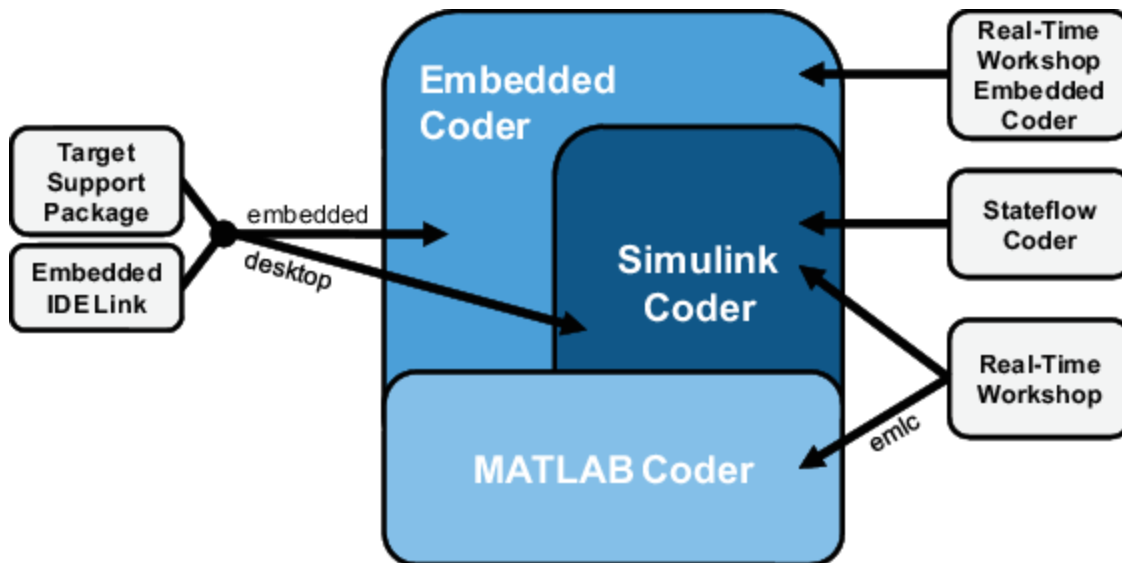 Target
Support
Package
Embedded
IDE Link
embedded
desktop
Embedded
Coder
Simulink
Coder
MATLAB Coder
Real-Time
Workshop
Embedded
Coder
Stateflow
Coder
Real-Time
Workshop
emlc